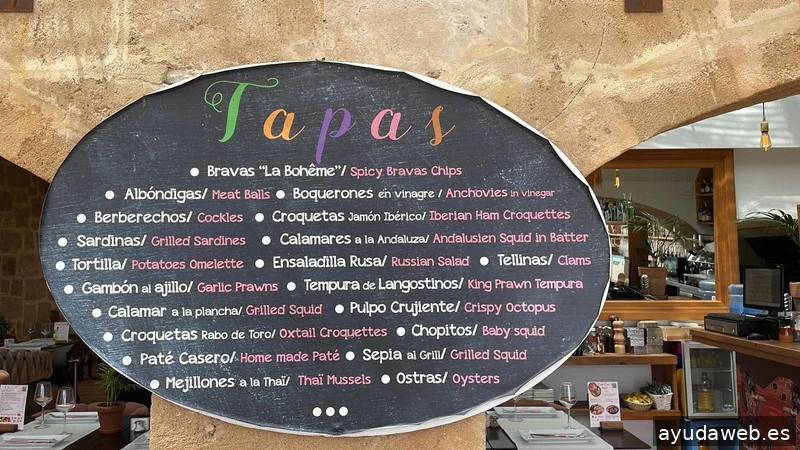 Tapas
• Bravas "La Bohême"/ Spicy Bravas Chips
• Albóndigas/ Meat Balls • Boquerones en vinagre / Anchovies in vinegar
• Berberechos/ Cockles • Croquetas Jamón Ibérico/ Iberian Ham Croquettes
• Sardinas/ Grilled Sardines • Calamares a la Andaluza/ Andalusien Squid in Batter
• Tortilla/ Potatoes Omelette • Ensaladilla Rusa/ Russian Salad • Tellinas/ Clams
• Gambón al ajillo/ Garlic Prawns • Tempura de Langostinos/ King Prawn Tempura
• Calamar a la plancha/ Grilled Squid • Pulpo Crujiente/ Crispy Octopus
• Croquetas Rabo de Toro/ Oxtail Croquettes • Chopitos/ Baby squid
• Paté Casero/ Home made Paté • Sepia al Grill/ Grilled Squid
• Mejillones a la Thaï/ Thaï Mussels • Ostras/ Oysters
•••
ayudaweb.es